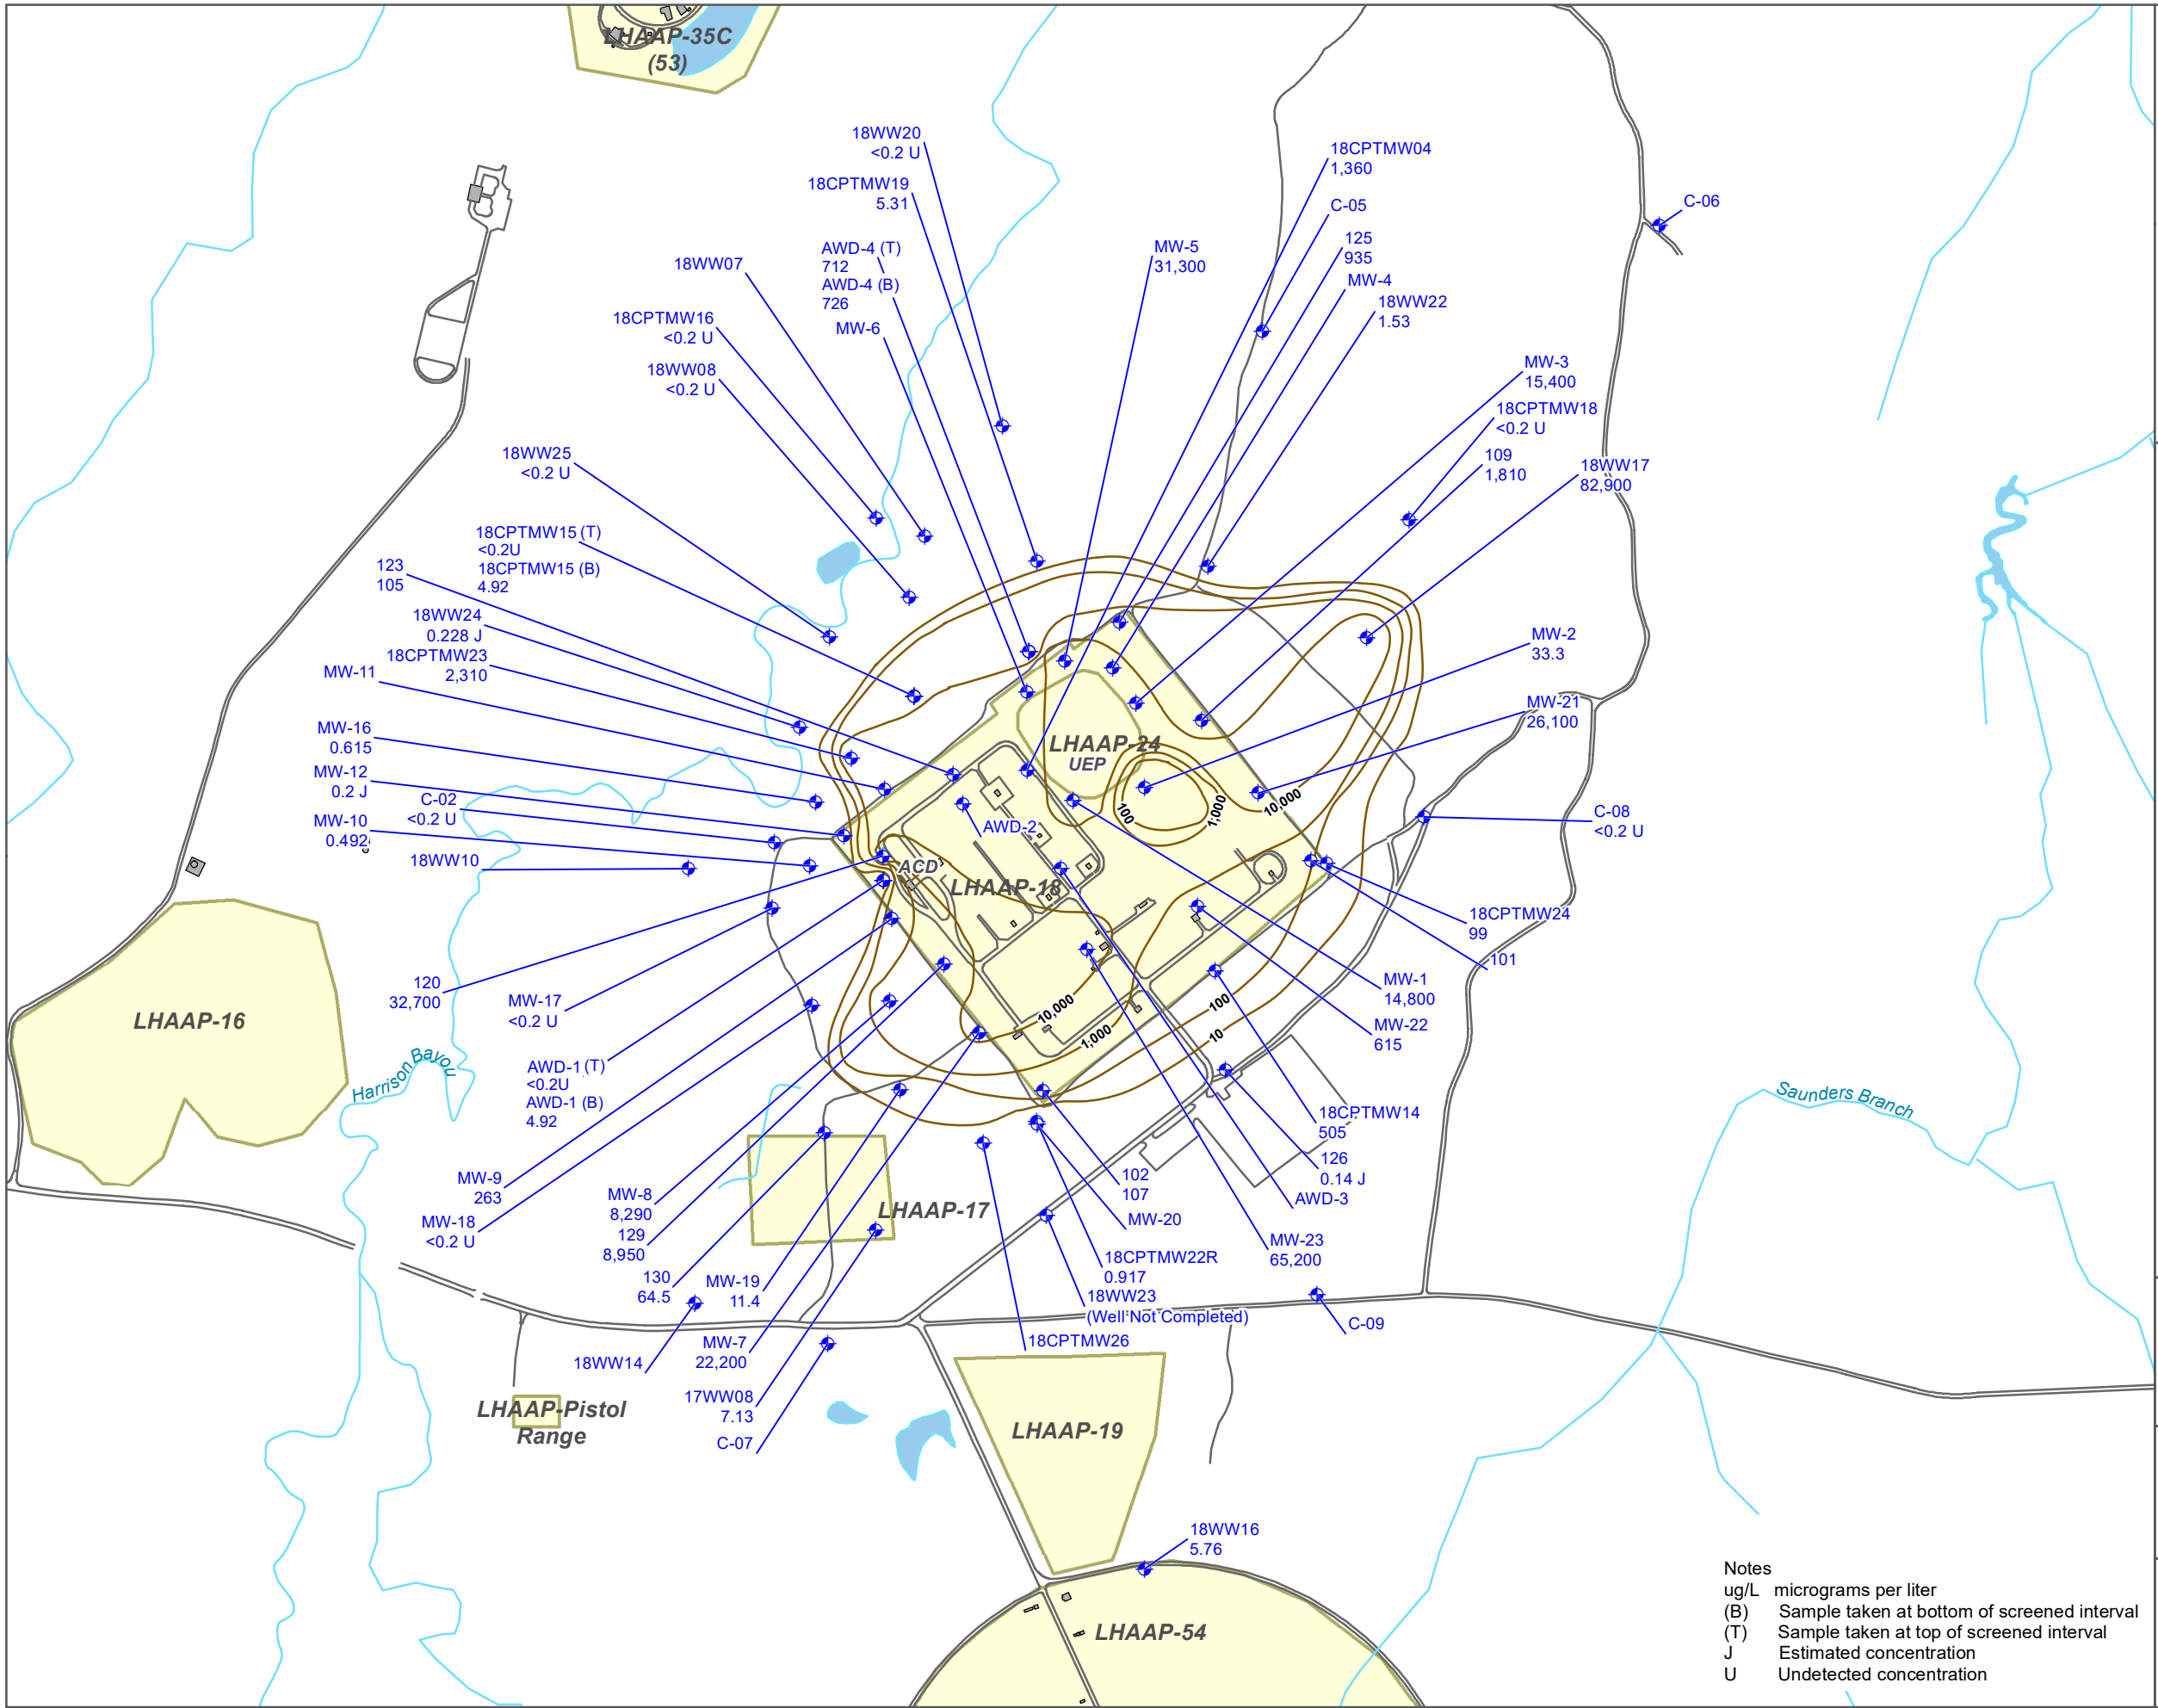 LHAAP-35C
(53)
18WW20
<0.2 U
18CPTMW19
5.31
18CPTMW04
1,360
C-05
C-06
125
935
MW-5
31,300
AWD-4 (T)
712
AWD-4 (B)
726
18WW07
MW-4
18WW22
1.53
18CPTMW16
<0.2 U
MW-6
18WW08
<0.2 U
MW-3
15,400
18CPTMW18
<0.2 U
109
1,810
18WW17
82,900
18WW25
<0.2 U
18CPTMW15 (T)
<0.2U
18CPTMW15 (B)
4.92
123
105
18WW24
0.228 J
18CPTMW23
2,310
MW-11
MW-2
33.3
MW-21
26,100
MW-16
0.615
MW-12
0.2 J
C-02
<0.2 U
MW-10
0.492
18WW10
LHAAP-24
UEP
100
1,000
10,000
AWD-2
C-08
<0.2 U
ACD
LHAAP-18
18CPTMW24
99
101
120
32,700
MW-17
<0.2 U
MW-1
14,800
MW-22
615
10,000
1,000
100
10
LHAAP-16
Harrison Bayou
AWD-1 (T)
<0.2U
AWD-1 (B)
4.92
Saunders Branch
18CPTMW14
505
126
0.14 J
AWD-3
MW-9
263
MW-18
<0.2 U
MW-8
8,290
129
8,950
130
64.5
LHAAP-17
102
107
MW-20
MW-23
65,200
18CPTMW22R
0.917
18WW23
(Well Not Completed)
18CPTMW26
MW-19
11.4
C-09
18WW14
MW-7
22,200
17WW08
7.13
C-07
LHAAP-Pistol
Range
LHAAP-19
18WW16
5.76
LHAAP-54
Notes
ug/L micrograms per liter
(B) Sample taken at bottom of screened interval
(T) Sample taken at top of screened interval
J Estimated concentration
U Undetected concentration